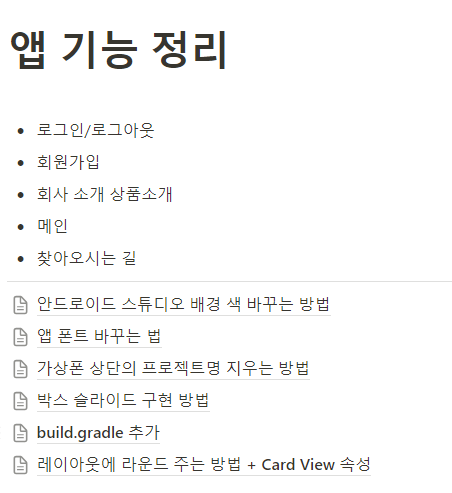 앱 기능 정리
로그인/로그아웃
회원가입
회사 소개 상품소개
메인
찾아오시는 길
안드로이드 스튜디오 배경 색 바꾸는 방법
앱 폰트 바꾸는 법
가상폰 상단의 프로젝트명 지우는 방법
박스 슬라이드 구현 방법
build.gradle 추가
레이아웃에 라운드 주는 방법 + Card View 속성